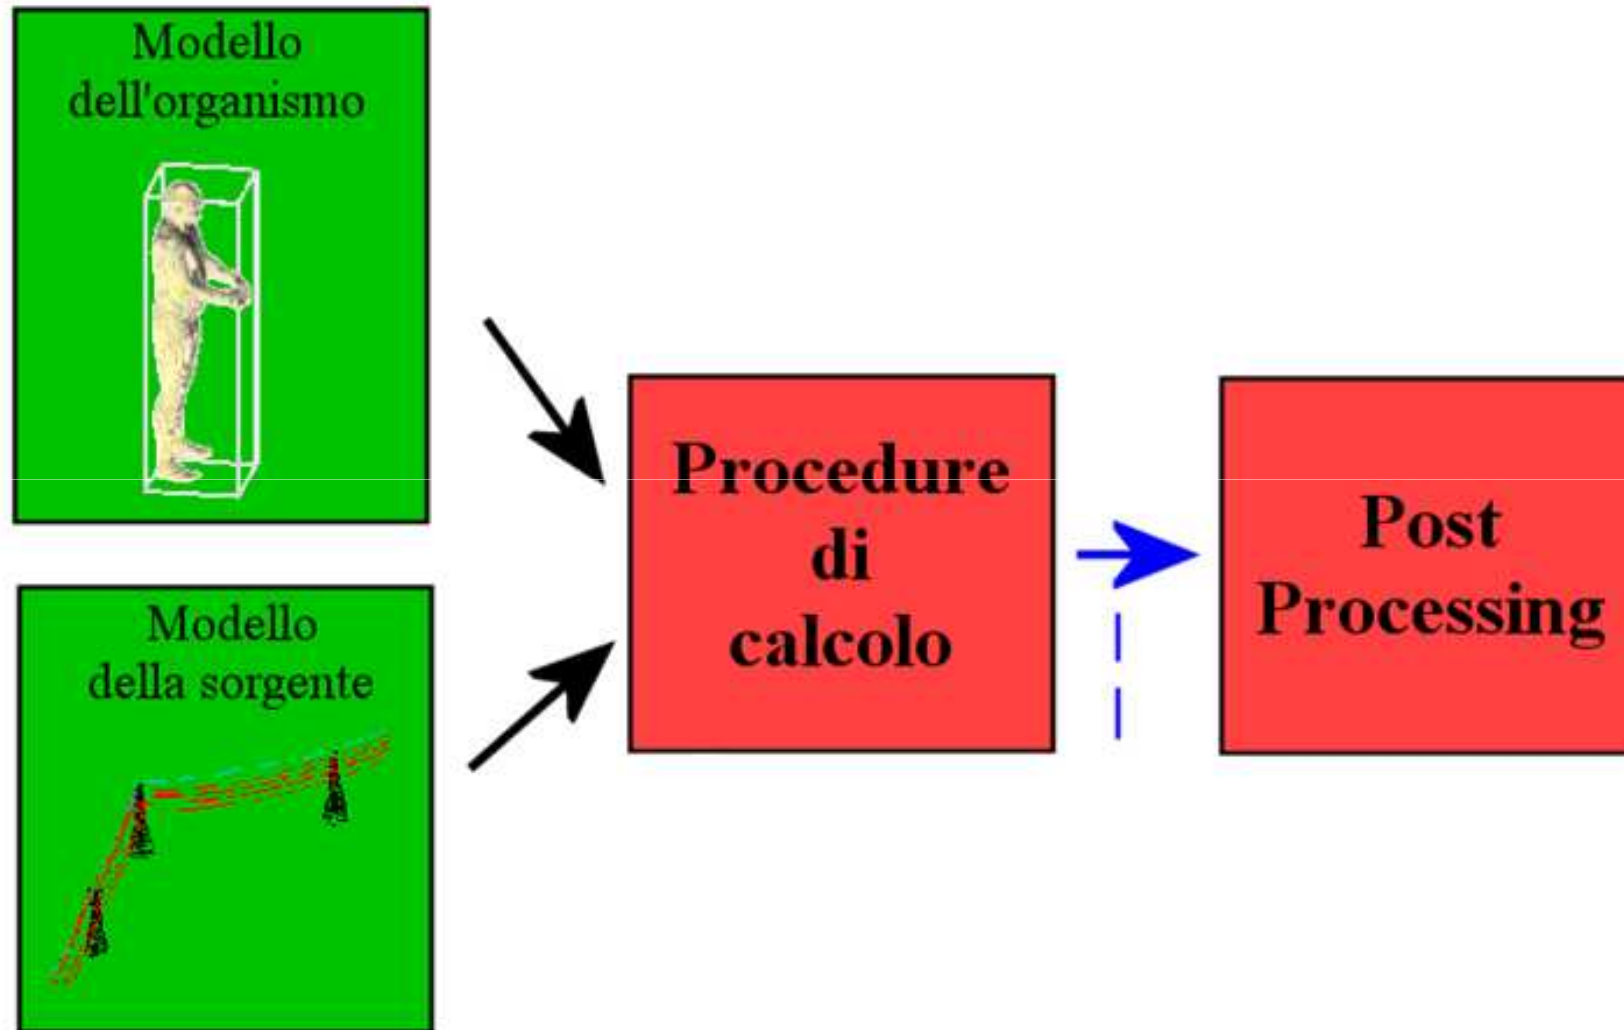 Modello
dell'organismo
Modello
della sorgente
Procedure
di
calcolo
Post
Processing